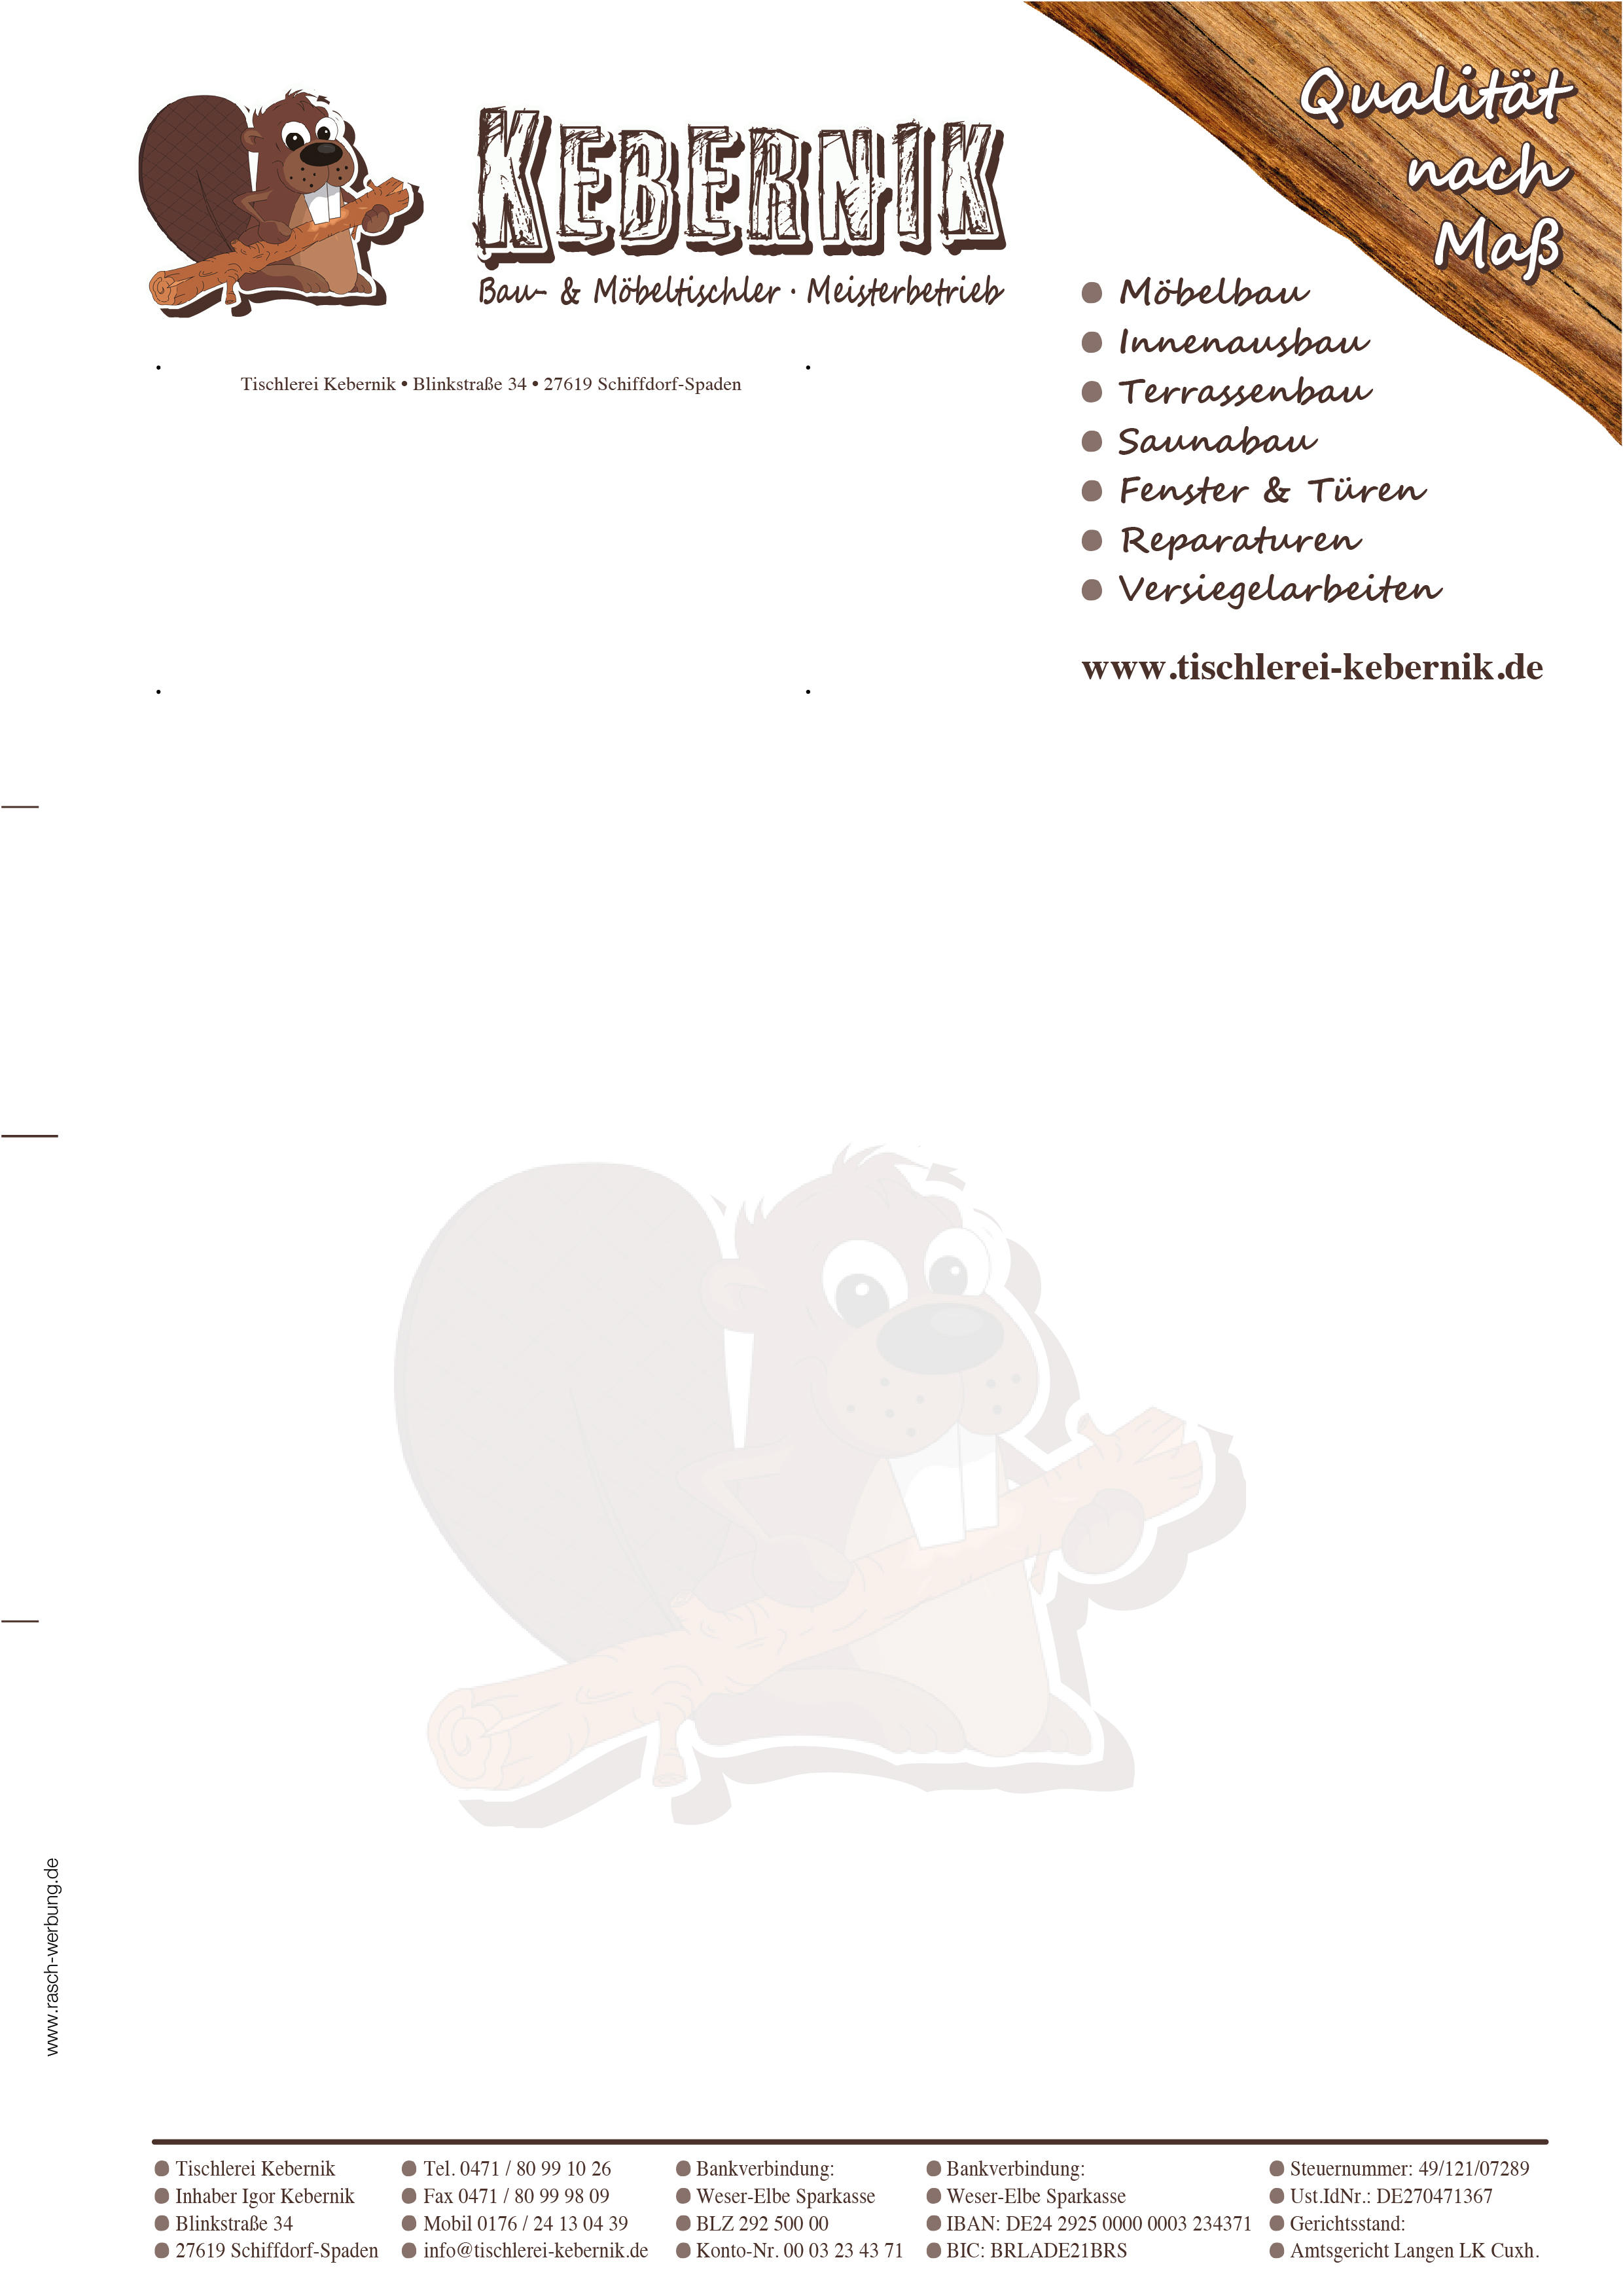 Qualität
nach
Maß
KEBERNIK
Bau- & Möbeltischler · Meisterbetrieb
Tischlerei Kebernik • Blinkstraße 34 • 27619 Schiffdorf-Spaden
Möbelbau
Innenausbau
Terrassenbau
Saunabau
Fenster & Türen
Reparaturen
Versiegelarbeiten
www.tischlerei-kebernik.de
www.rasch-werbung.de
Tischlerei Kebernik
Inhaber Igor Kebernik
Blinkstraße 34
27619 Schiffdorf-Spaden
Tel. 0471 / 80 99 10 26
Fax 0471 / 80 99 98 09
Mobil 0176 / 24 13 04 39
info@tischlerei-kebernik.de
Bankverbindung:
Weser-Elbe Sparkasse
BLZ 292 500 00
Konto-Nr. 00 03 23 43 71
Bankverbindung:
Weser-Elbe Sparkasse
IBAN: DE24 2925 0000 0003 234371
BIC: BRLADE21BRS
Steuernummer: 49/121/07289
Ust.IdNr.: DE270471367
Gerichtsstand:
Amtsgericht Langen LK Cuxh.